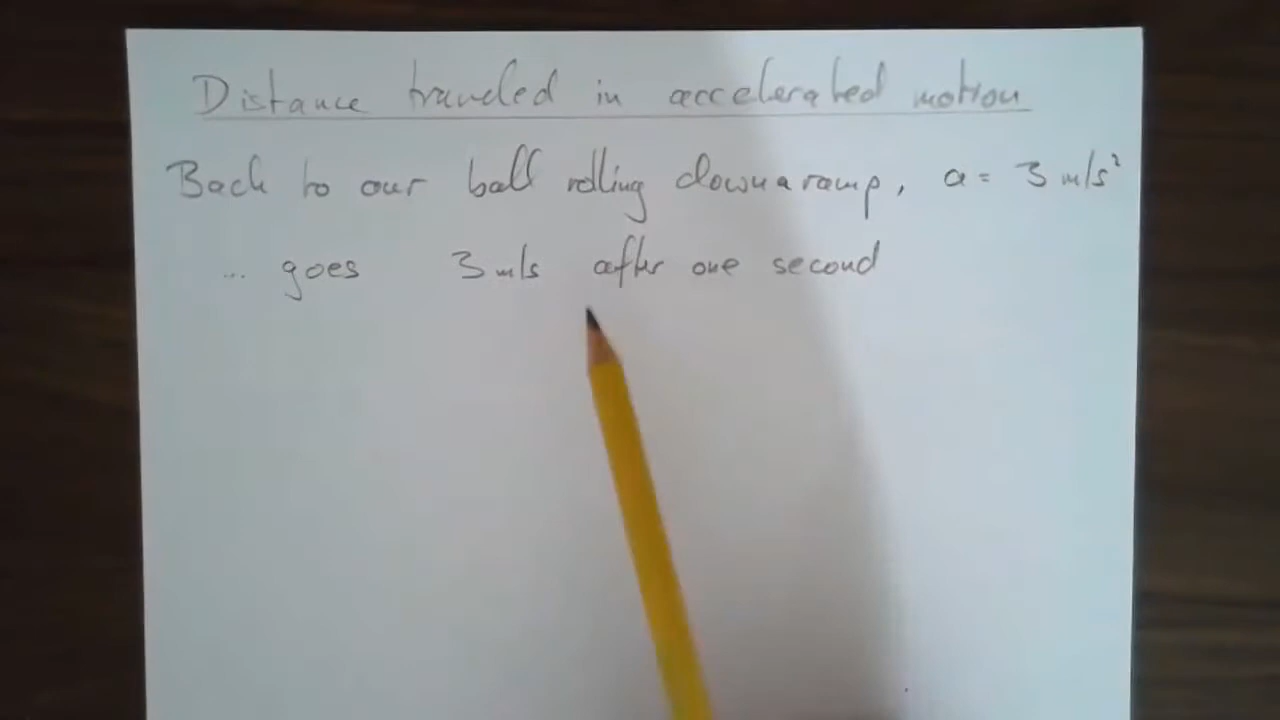 Distance traveled in accelerated motion
Back to our ball rolling down a ramp, a = 3 m/s²
... goes 3 m/s after one second